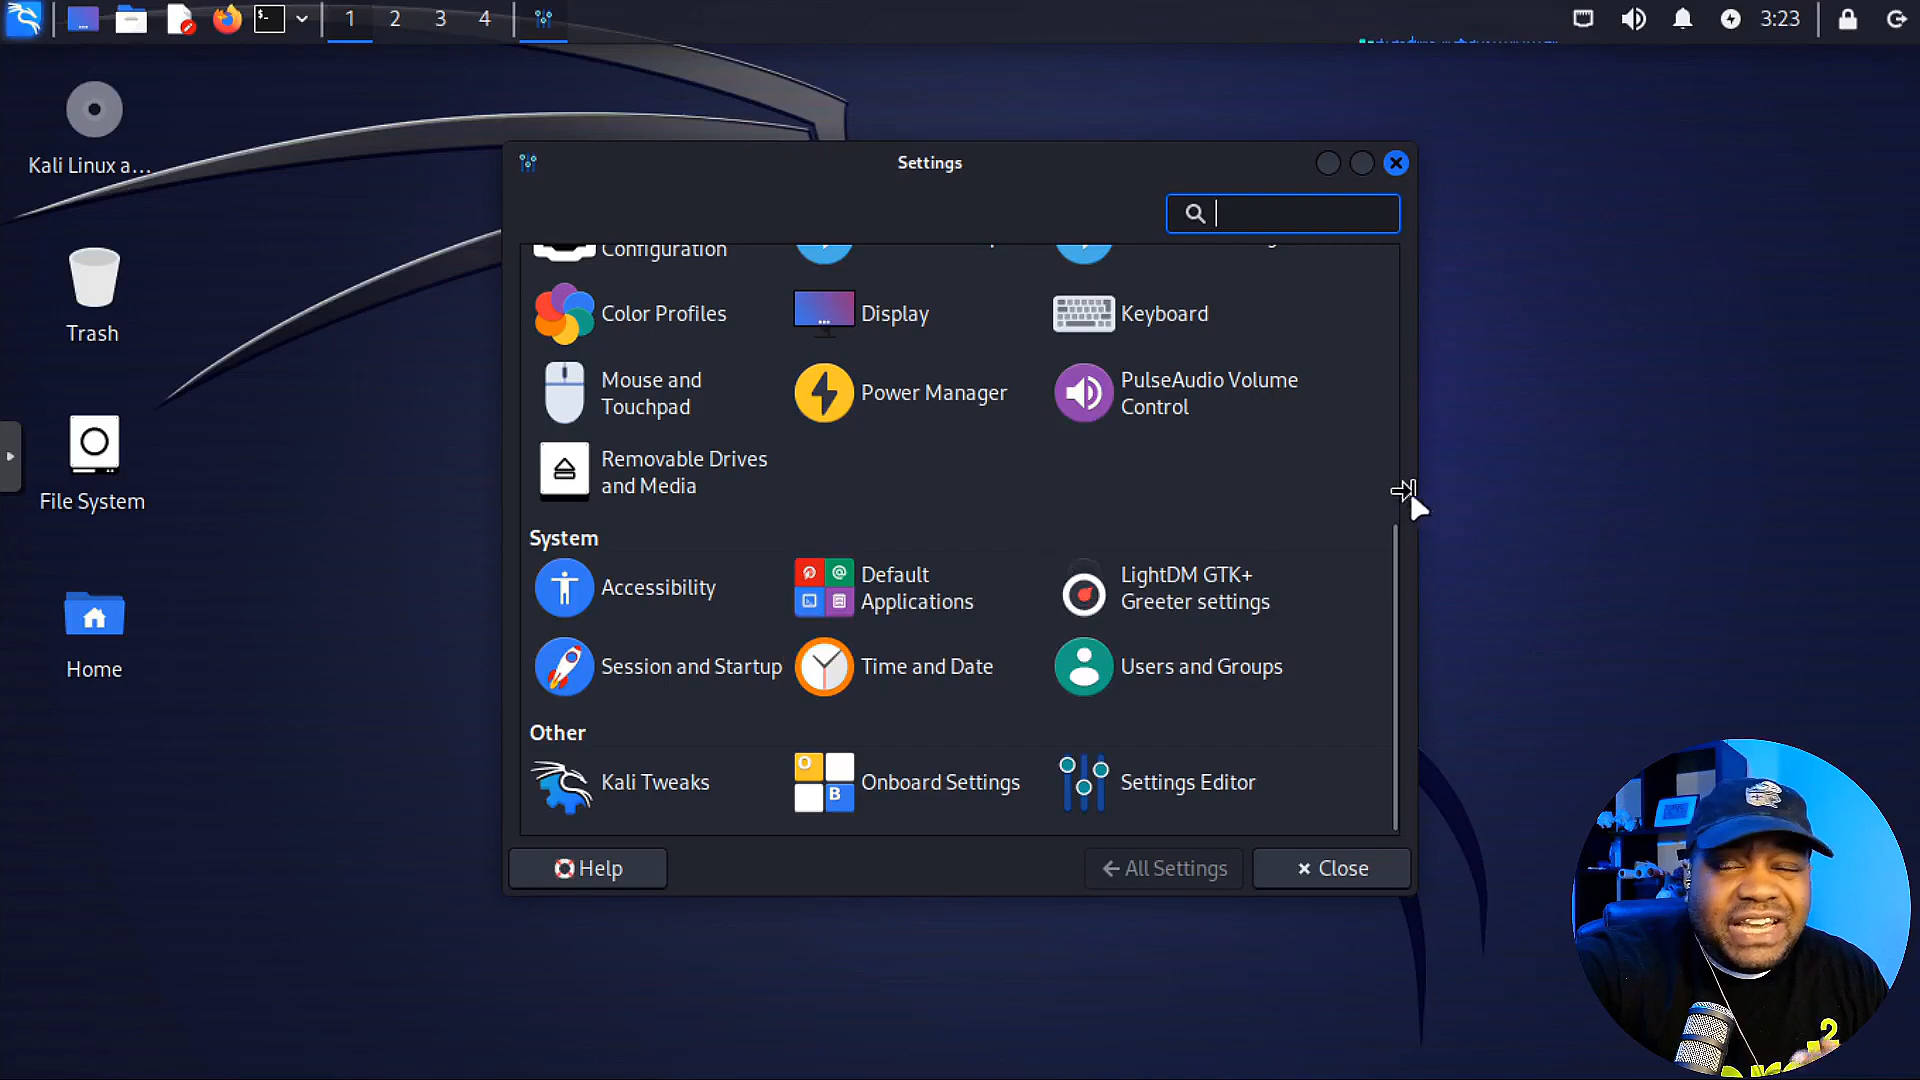 1 2 3 4
3:23
Kali Linux a...
Trash
File System
Home
Settings
Configuration
Color Profiles
Display
Keyboard
Mouse and
Touchpad
Power Manager
PulseAudio Volume
Control
Removable Drives
and Media
System
Accessibility
Default
Applications
LightDM GTK+
Greeter settings
Session and Startup
Time and Date
Users and Groups
Other
Kali Tweaks
Onboard Settings
Settings Editor
Help
All Settings
Close
2